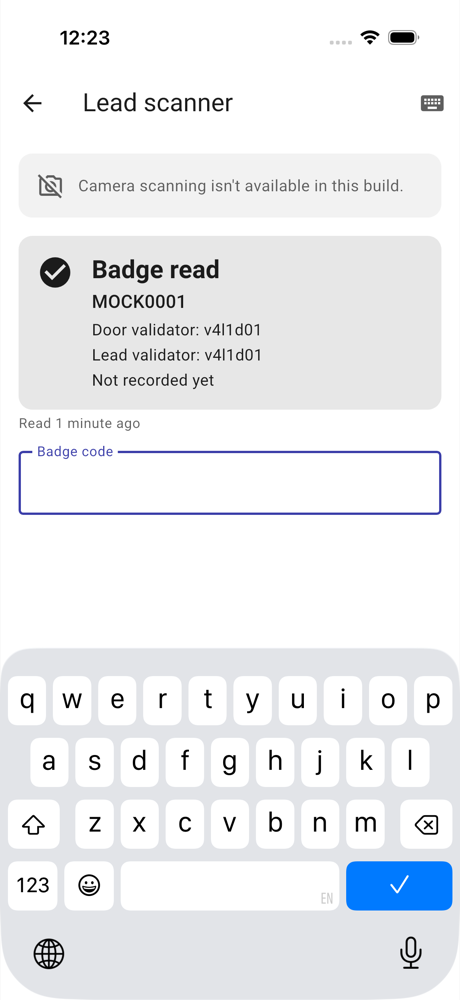 12:23
Lead scanner
Camera scanning isn't available in this build.
Badge read
MOCK0001
Door validator: v4l1d01
Lead validator: v4l1d01
Not recorded yet
Read 1 minute ago
Badge code
q w e r t y u i o p
a s d f g h j k l
z x c v b n m
123
EN